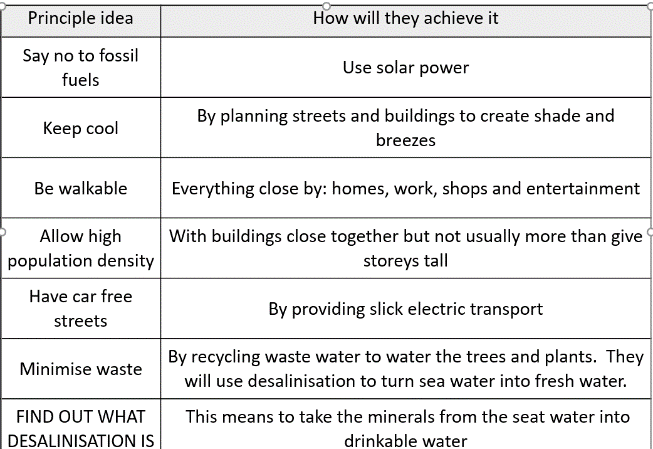 Principle idea
How will they achieve it
Say no to fossil
fuels
Use solar power
Keep cool
By planning streets and buildings to create shade and
breezes
Be walkable
Everything close by: homes, work, shops and entertainment
Allow high
population density
With buildings close together but not usually more than give
storeys tall
Have car free
streets
By providing slick electric transport
Minimise waste
By recycling waste water to water the trees and plants. They
will use desalinisation to turn sea water into fresh water.
FIND OUT WHAT
DESALINISATION IS
This means to take the minerals from the seat water into
drinkable water